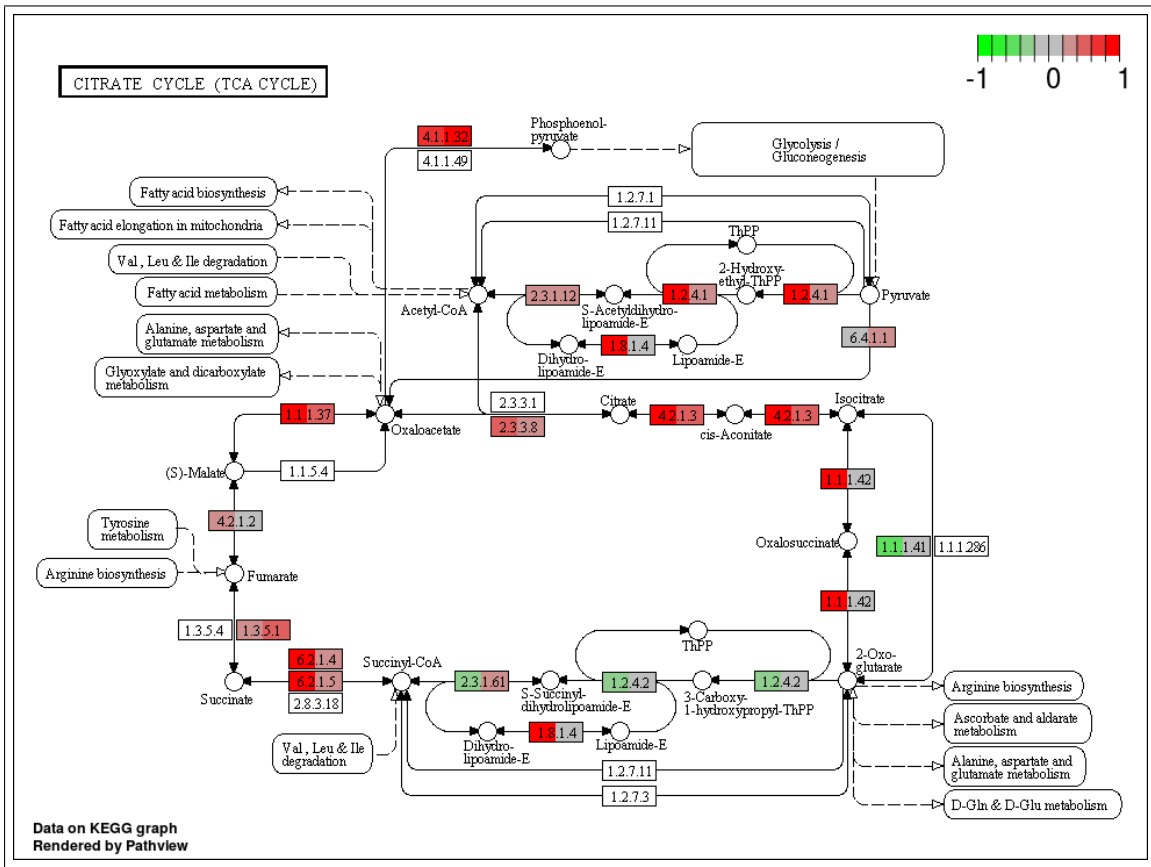 -1 0 1
CITRATE CYCLE (TCA CYCLE)
Phosphoenol-
pyruvate
4.1.1.32
4.1.1.49
Glycolysis /
Gluconeogenesis
Fatty acid biosynthesis
Fatty acid elongation in mitochondria
Val , Leu & Ile degradation
Fatty acid metabolism
Alanine, aspartate and
glutamate metabolism
Glyoxylate and dicarboxylate
metabolism
1.2.7.1
1.2.7.11
ThPP
2-Hydroxy-
ethyl-ThPP
2.3.1.12
1.2.4.1
1.2.4.1
Acetyl-CoA
S-Acetyldihydro-
lipoamide-E
Pyruvate
1.8.1.4
6.4.1.1
Dihydro-
lipoamide-E
Lipoamide-E
1.1.1.37
Oxaloacetate
2.3.3.1
2.3.3.8
Citrate
4.2.1.3
cis-Aconitate
4.2.1.3
Isocitrate
(S)-Malate
1.1.5.4
1.1.1.42
4.2.1.2
Tyrosine
metabolism
Oxalosuccinate
1.1.1.41
1.1.1.286
Arginine biosynthesis
Fumarate
1.1.1.42
1.3.5.4
1.3.5.1
ThPP
6.2.1.4
6.2.1.5
2.8.3.18
Succinate
Succinyl-CoA
2.3.1.61
1.2.4.2
1.2.4.2
2-Oxo-
glutarate
S-Succinyl-
dihydrolipoamide-E
3-Carboxy-
1-hydroxypropyl-ThPP
Arginine biosynthesis
1.8.1.4
Dihydro-
lipoamide-E
Lipoamide-E
Val , Leu & Ile
degradation
Ascorbate and aldarate
metabolism
Alanine, aspartate and
glutamate metabolism
1.2.7.11
1.2.7.3
D-Gln & D-Glu metabolism
Data on KEGG graph
Rendered by Pathview